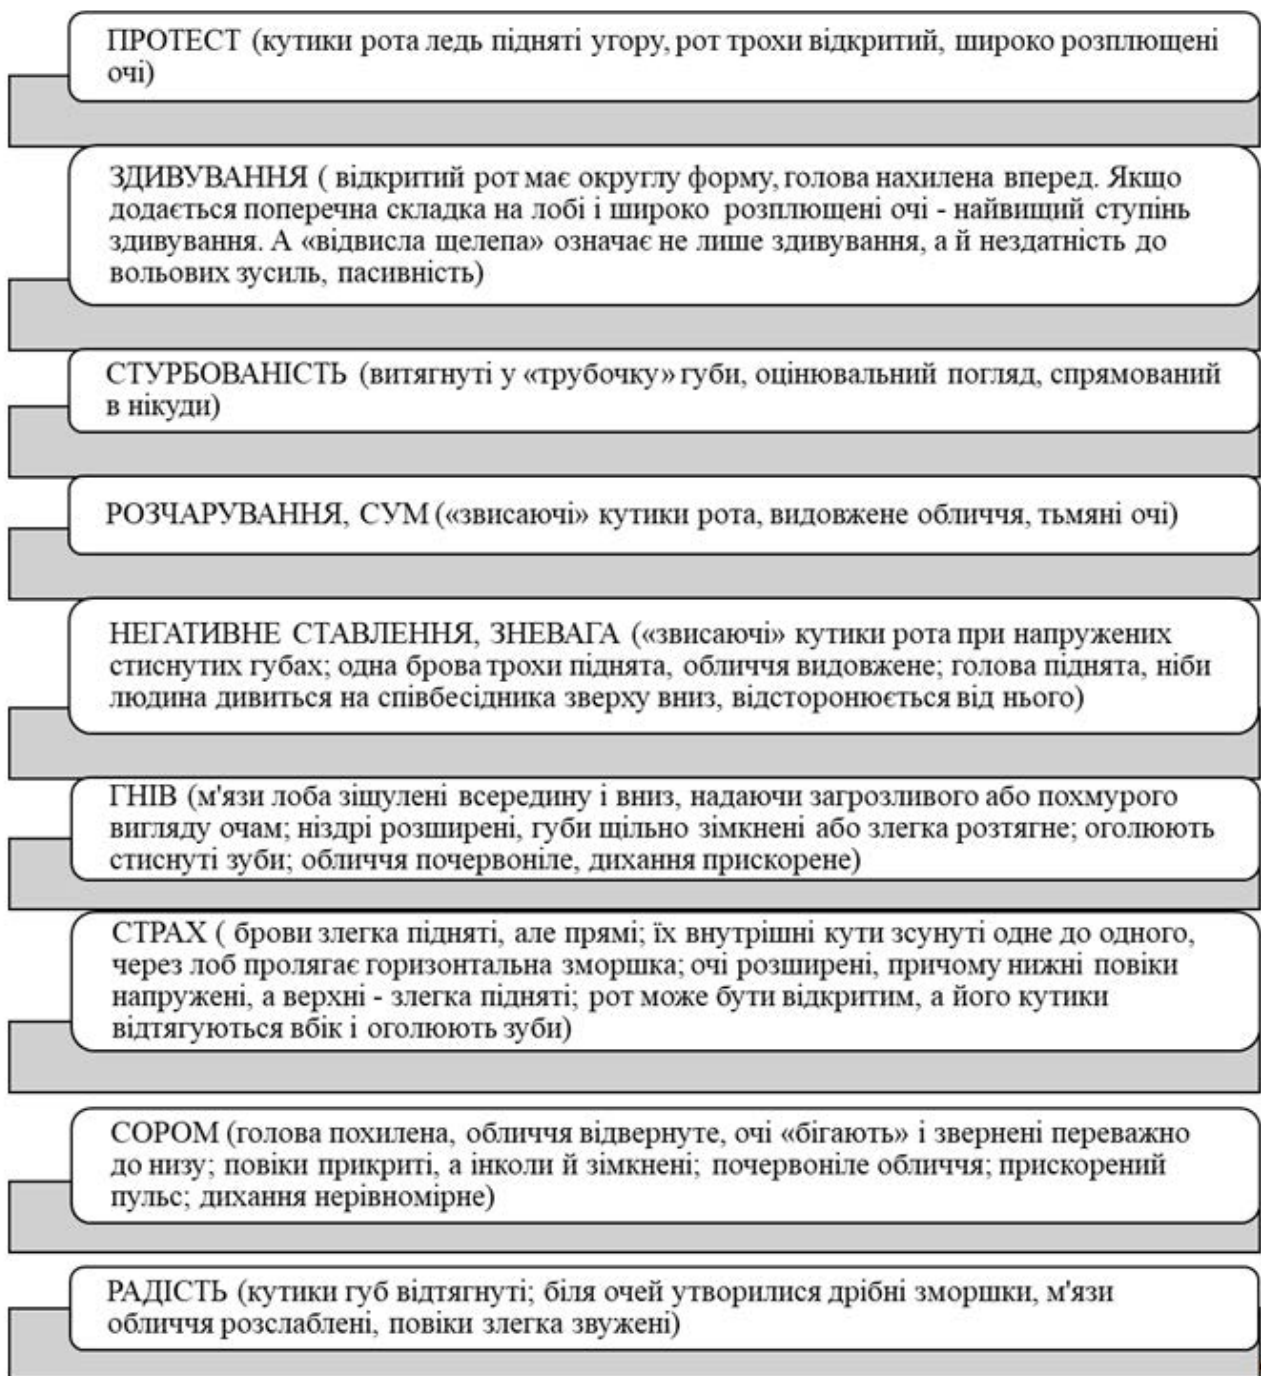 ПРОТЕСТ (кутики рота ледь підняті угору, рот трохи відкритий, широко розплющені
очі)
ЗДИВУВАННЯ ( відкритий рот має округлу форму, голова нахилена вперед. Якщо
додається поперечна складка на лобі і широко розплющені очі - найвищий ступінь
здивування. А «відвисла щелепа» означає не лише здивування, а й нездатність до
вольових зусиль, пасивність)
СТУРБОВАНІСТЬ (витягнуті у «трубочку» губи, оцінювальний погляд, спрямований
в нікуди)
РОЗЧАРУВАННЯ, СУМ («звисаючі» кутики рота, видовжене обличчя, тьмяні очі)
НЕГАТИВНЕ СТАВЛЕННЯ, ЗНЕВАГА («звисаючі» кутики рота при напружених
стиснутих губах; одна брова трохи піднята, обличчя видовжене; голова піднята, ніби
людина дивиться на співбесідника зверху вниз, відсторонюється від нього)
ГНІВ (м'язи лоба зіщулені всередину і вниз, надаючи загрозливого або похмурого
вигляду очам; ніздрі розширені, губи щільно зімкнені або злегка розтягне; оголюють
стиснуті зуби; обличчя почервоніле, дихання прискорене)
СТРАХ ( брови злегка підняті, але прямі; їх внутрішні кути зсунуті одне до одного,
через лоб пролягає горизонтальна зморшка; очі розширені, причому нижні повіки
напружені, а верхні - злегка підняті; рот може бути відкритим, а його кутики
відтягуються вбік і оголюють зуби)
СОРОМ (голова похилена, обличчя відвернуте, очі «бігають» і звернені переважно
до низу; повіки прикриті, а інколи й зімкнені; почервоніле обличчя; прискорений
пульс; дихання нерівномірне)
РАДІСТЬ (кутики губ відтягнуті; біля очей утворилися дрібні зморшки, м'язи
обличчя розслаблені, повіки злегка звужені)